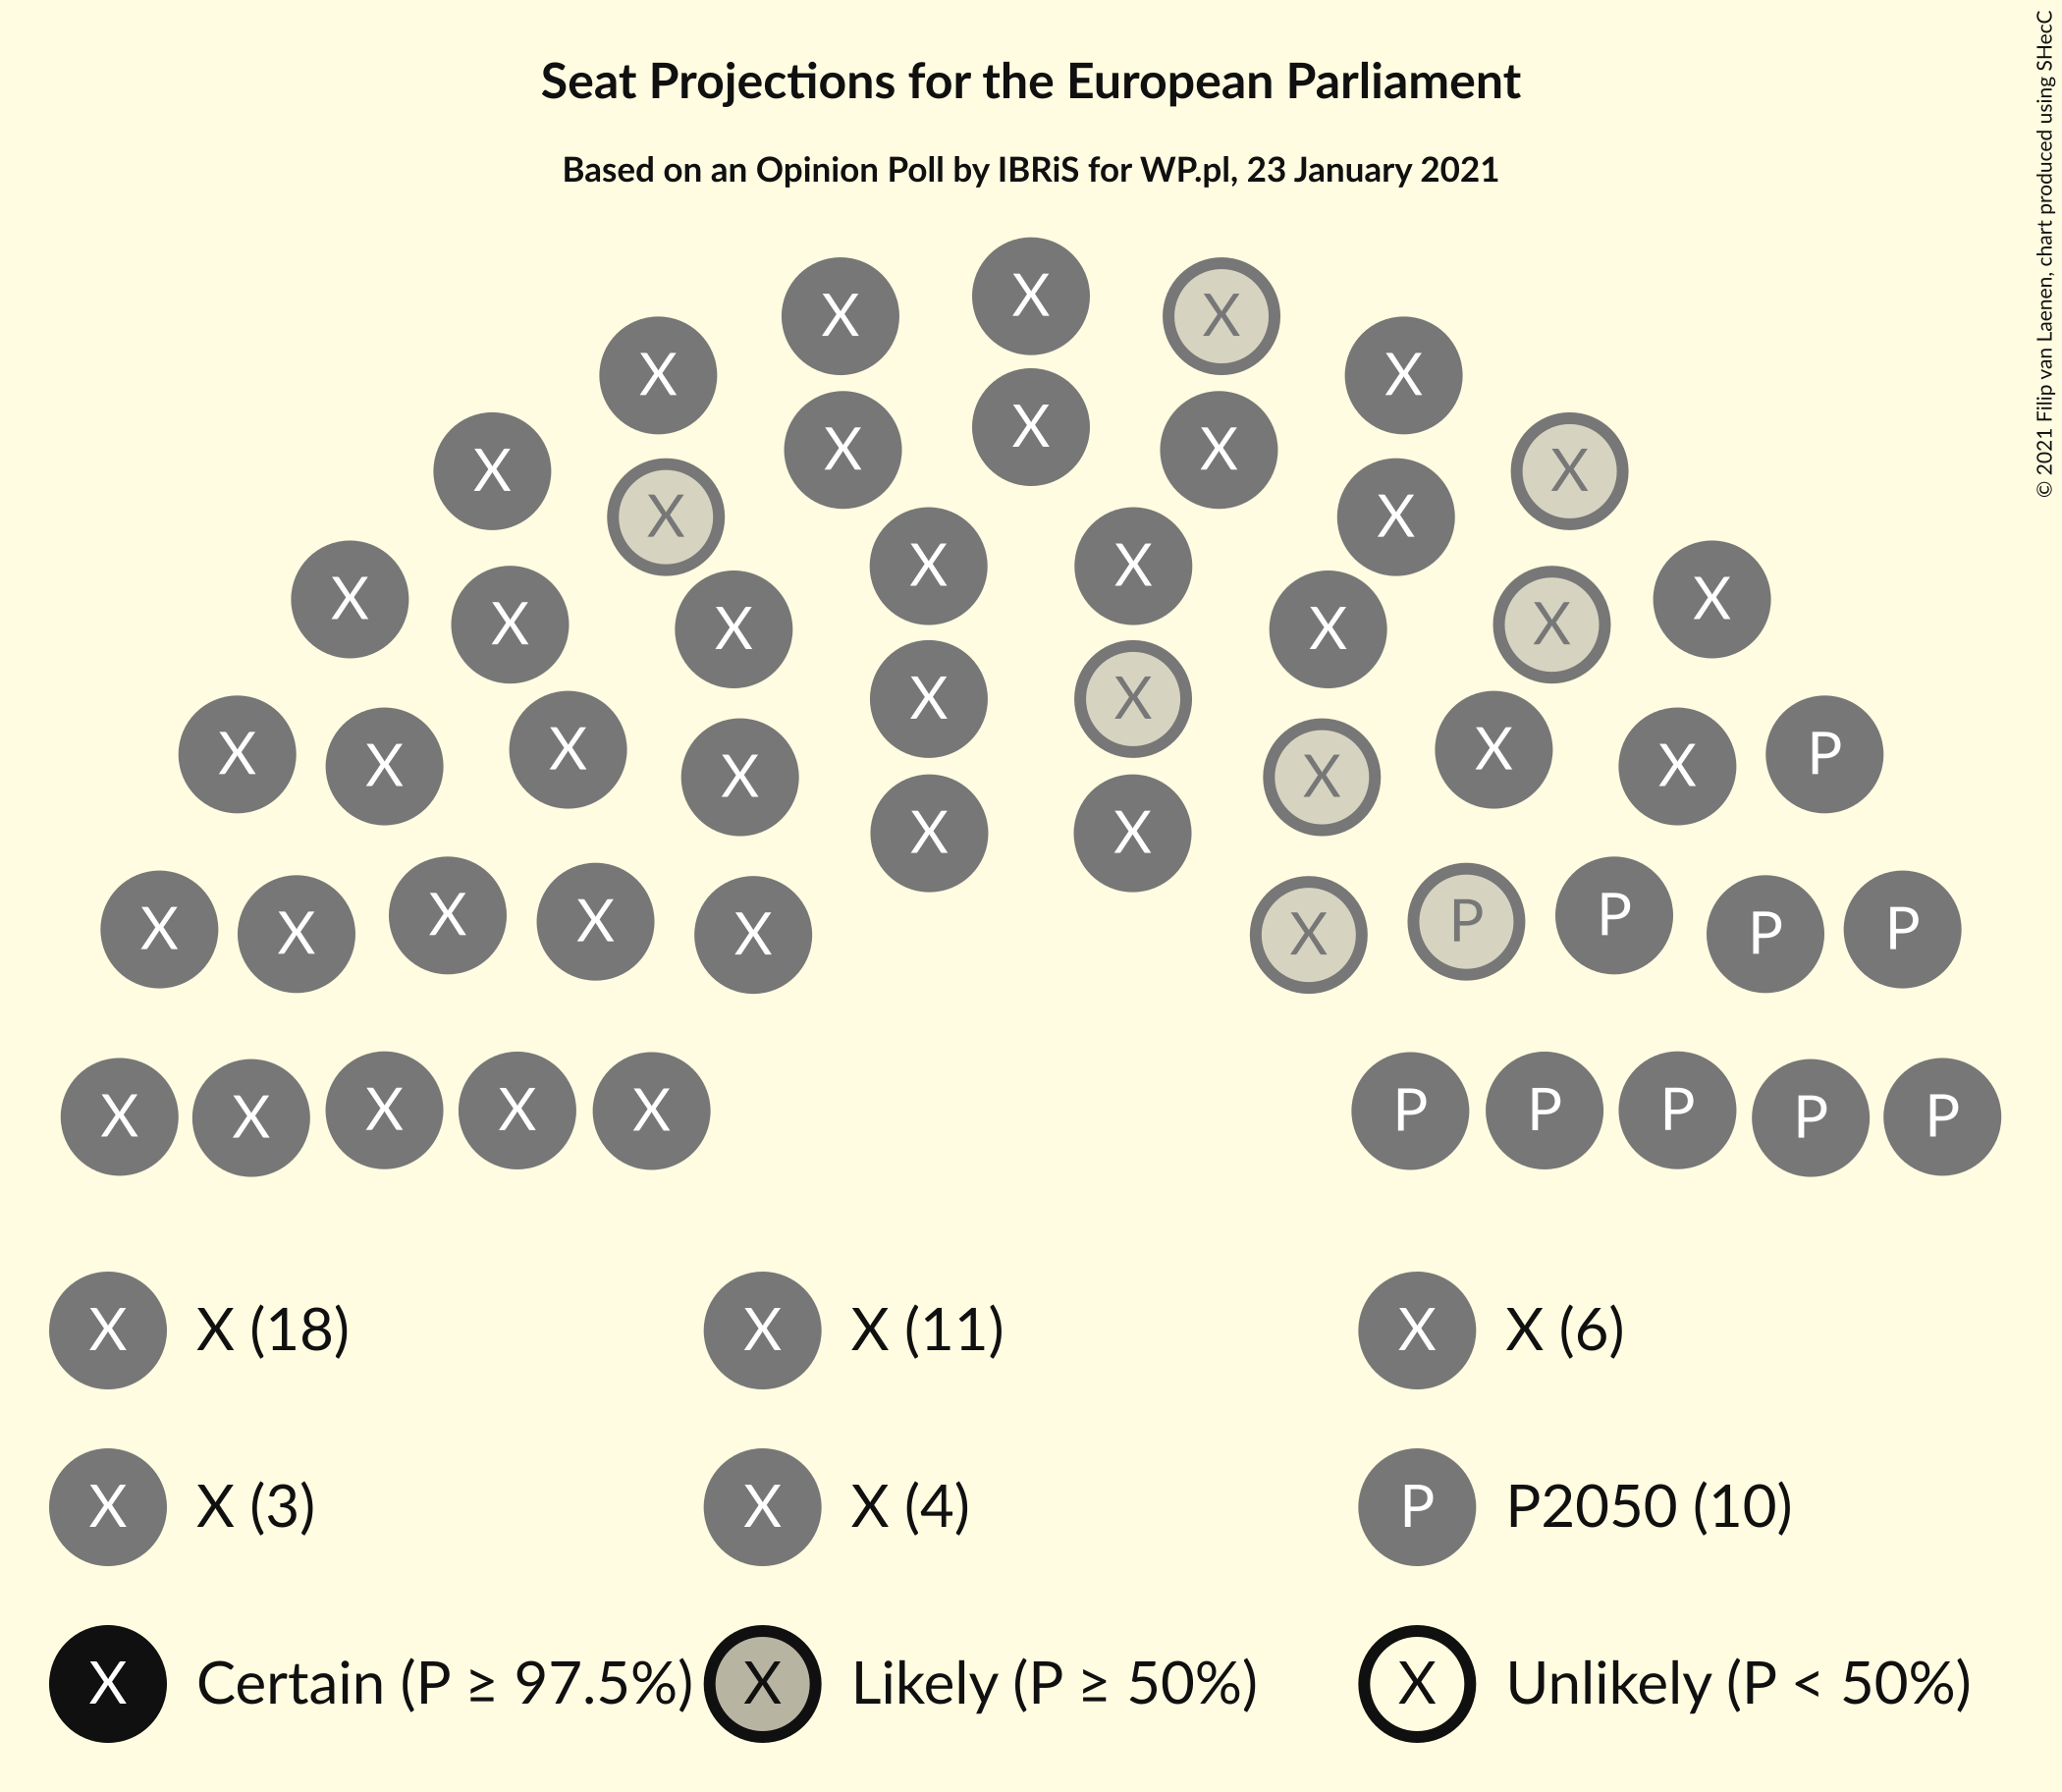 Seat Projections for the European Parliament
Based on an Opinion Poll by IBRiS for WP.pl, 23 January 2021
© 2021 Filip van Laenen, chart produced using SHecC
X
X X
X X
X
X X X
X X
X X
X X X X
X X X X
X X
X X X P
X X X X
X X
X X X P P P
X X X P
X X X X X P P P P P
X X (18) X X (11) X X (6)
X X (3) X X (4) P P2050 (10)
X Certain (P ≥ 97.5%) X Likely (P ≥ 50%) X Unlikely (P < 50%)